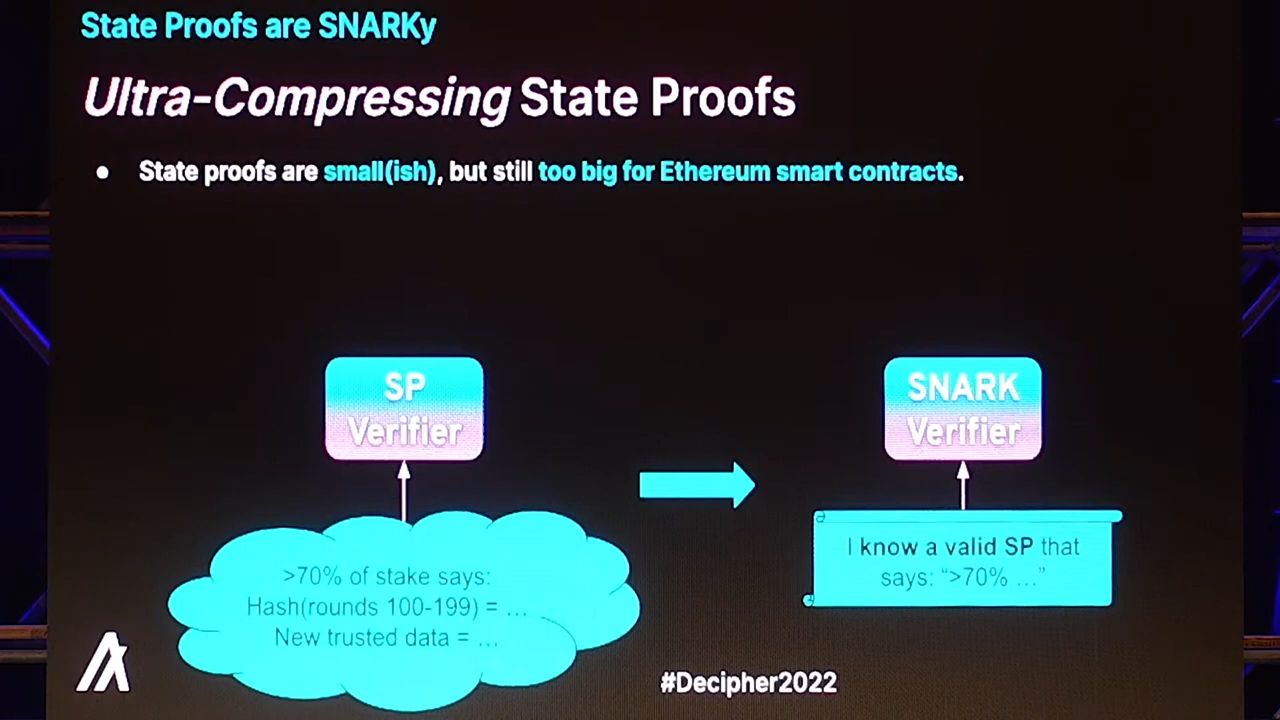 State Proofs are SNARKy
Ultra-Compressing State Proofs
• State proofs are small(ish), but still too big for Ethereum smart contracts.
SP
Verifier
>70% of stake says:
Hash(rounds 100-199) = ...
New trusted data = ...
SNARK
Verifier
I know a valid SP that
says: “>70% ...”
#Decipher2022